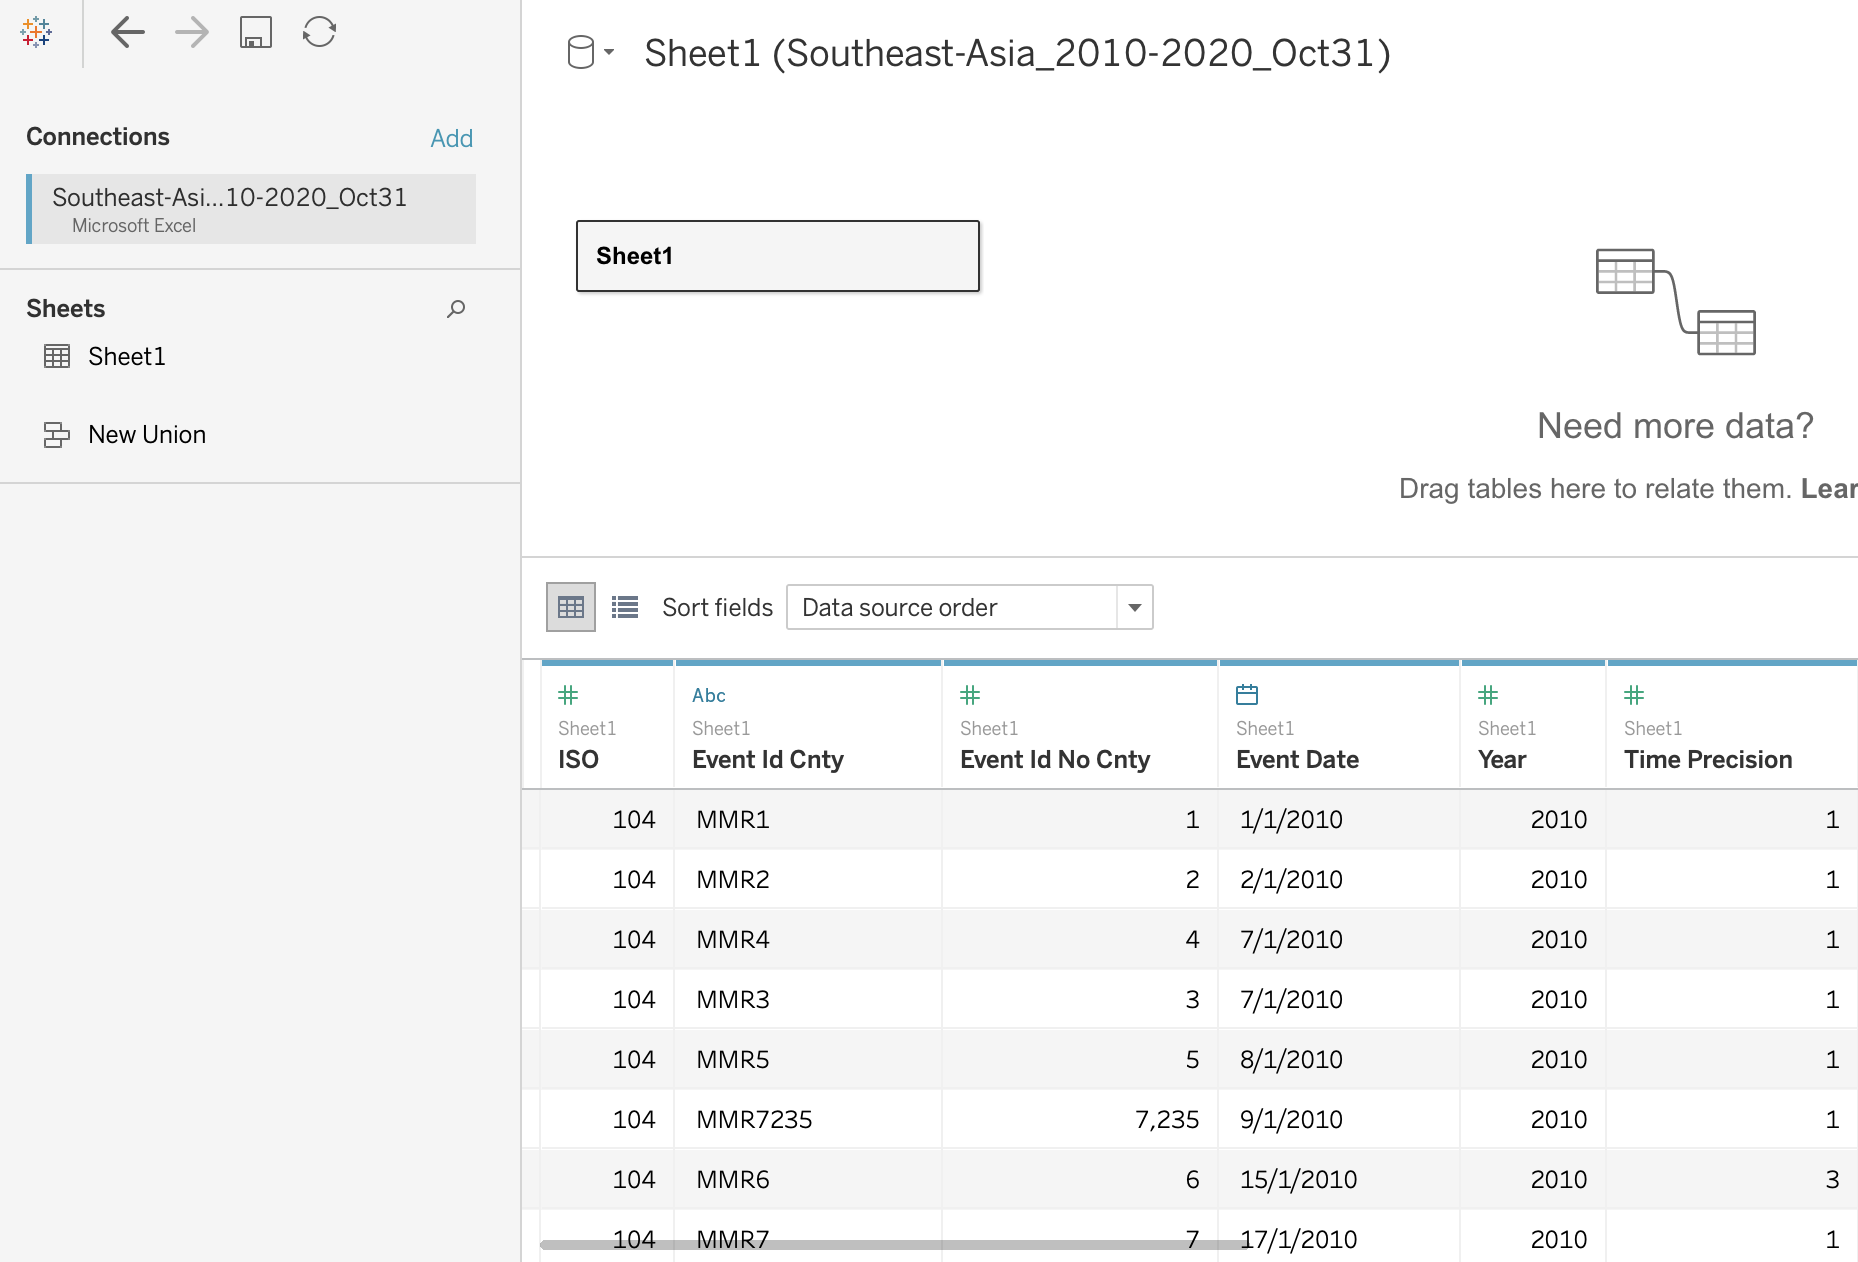 Sheet1 (Southeast-Asia_2010-2020_Oct31)
Connections Add
Southeast-Asi...10-2020_Oct31
Microsoft Excel
Sheets
Sheet1
New Union
Sheet1
Need more data?
Drag tables here to relate them. Lear
Sort fields Data source order
# Abc # # #
Sheet1 Sheet1 Sheet1 Sheet1 Sheet1 Sheet1
ISO Event Id Cnty Event Id No Cnty Event Date Year Time Precision
104 MMR1 1 1/1/2010 2010 1
104 MMR2 2 2/1/2010 2010 1
104 MMR4 4 7/1/2010 2010 1
104 MMR3 3 7/1/2010 2010 1
104 MMR5 5 8/1/2010 2010 1
104 MMR7235 7,235 9/1/2010 2010 1
104 MMR6 6 15/1/2010 2010 3
104 MMR7 7 17/1/2010 2010 1